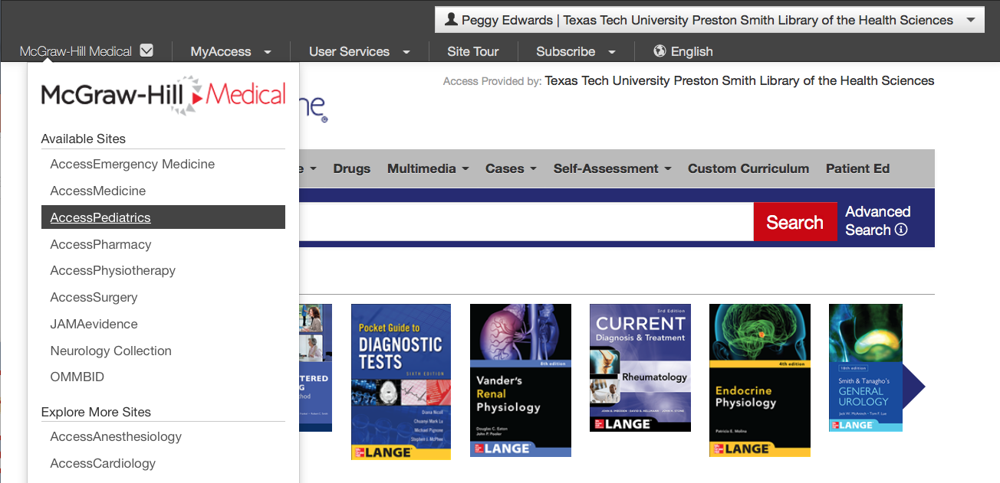 Peggy Edwards | Texas Tech University Preston Smith Library of the Health Sciences
McGraw-Hill Medical
MyAccess
User Services
Site Tour
Subscribe
English
Access Provided by: Texas Tech University Preston Smith Library of the Health Sciences
McGraw-Hill Medical
ne
Available Sites
AccessEmergency Medicine
AccessMedicine
AccessPediatrics
AccessPharmacy
AccessPhysiotherapy
AccessSurgery
JAMAevidence
Neurology Collection
OMMBID
Explore More Sites
AccessAnesthesiology
AccessCardiology
e
Drugs
Multimedia
Cases
Self-Assessment
Custom Curriculum
Patient Ed
Search
Advanced
Search
TERED
G
hod
Pocket Guide to
DIAGNOSTIC
TESTS
SIXTH EDITION
Diana Nicoll
Chuanyi Mark Lu
Michael Pignone
Stephen J. McPhee
LANGE
8th edition
Vander's
Renal
Physiology
Douglas C. Eaton
John P. Pooler
LANGE
3rd Edition
CURRENT
Diagnosis & Treatment
Rheumatology
JOHN B. IMBODEN · DAVID B. HELLMANN · JOHN H. STONE
LANGE
4th edition
Endocrine
Physiology
Patricia E. Molina
LANGE
18th edition
Smith & Tanagho's
GENERAL
UROLOGY
Jack W. McAninch · Tom F. Lue
LANGE